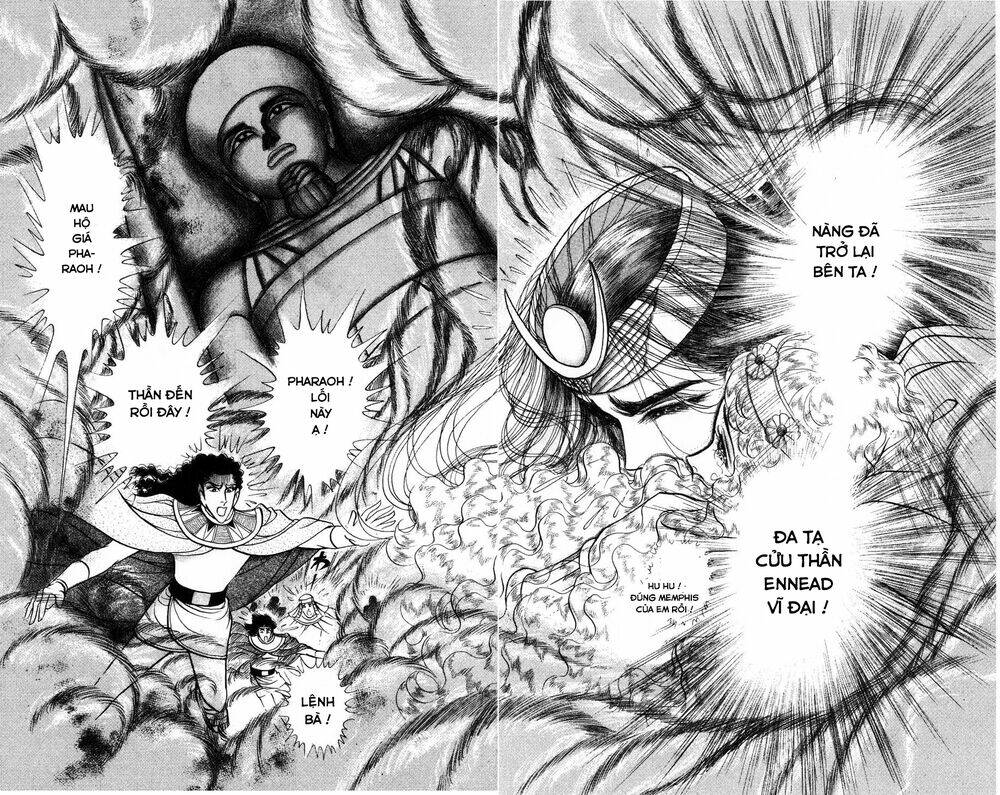 NÀNG ĐÃ
TRỞ LẠI
BÊN TA !
ĐA TẠ
CỬU THẦN
ENNEAD
VĨ ĐẠI !
HU HU !
ĐÚNG MEMPHIS
CỦA EM RỒI !
MAU
HỘ
GIÁ
PHA-
RAOH !
PHARAOH !
LỐI
NÀY
Ạ !
THẦN ĐẾN
RỒI ĐÂY !
LỆNH
BÀ !